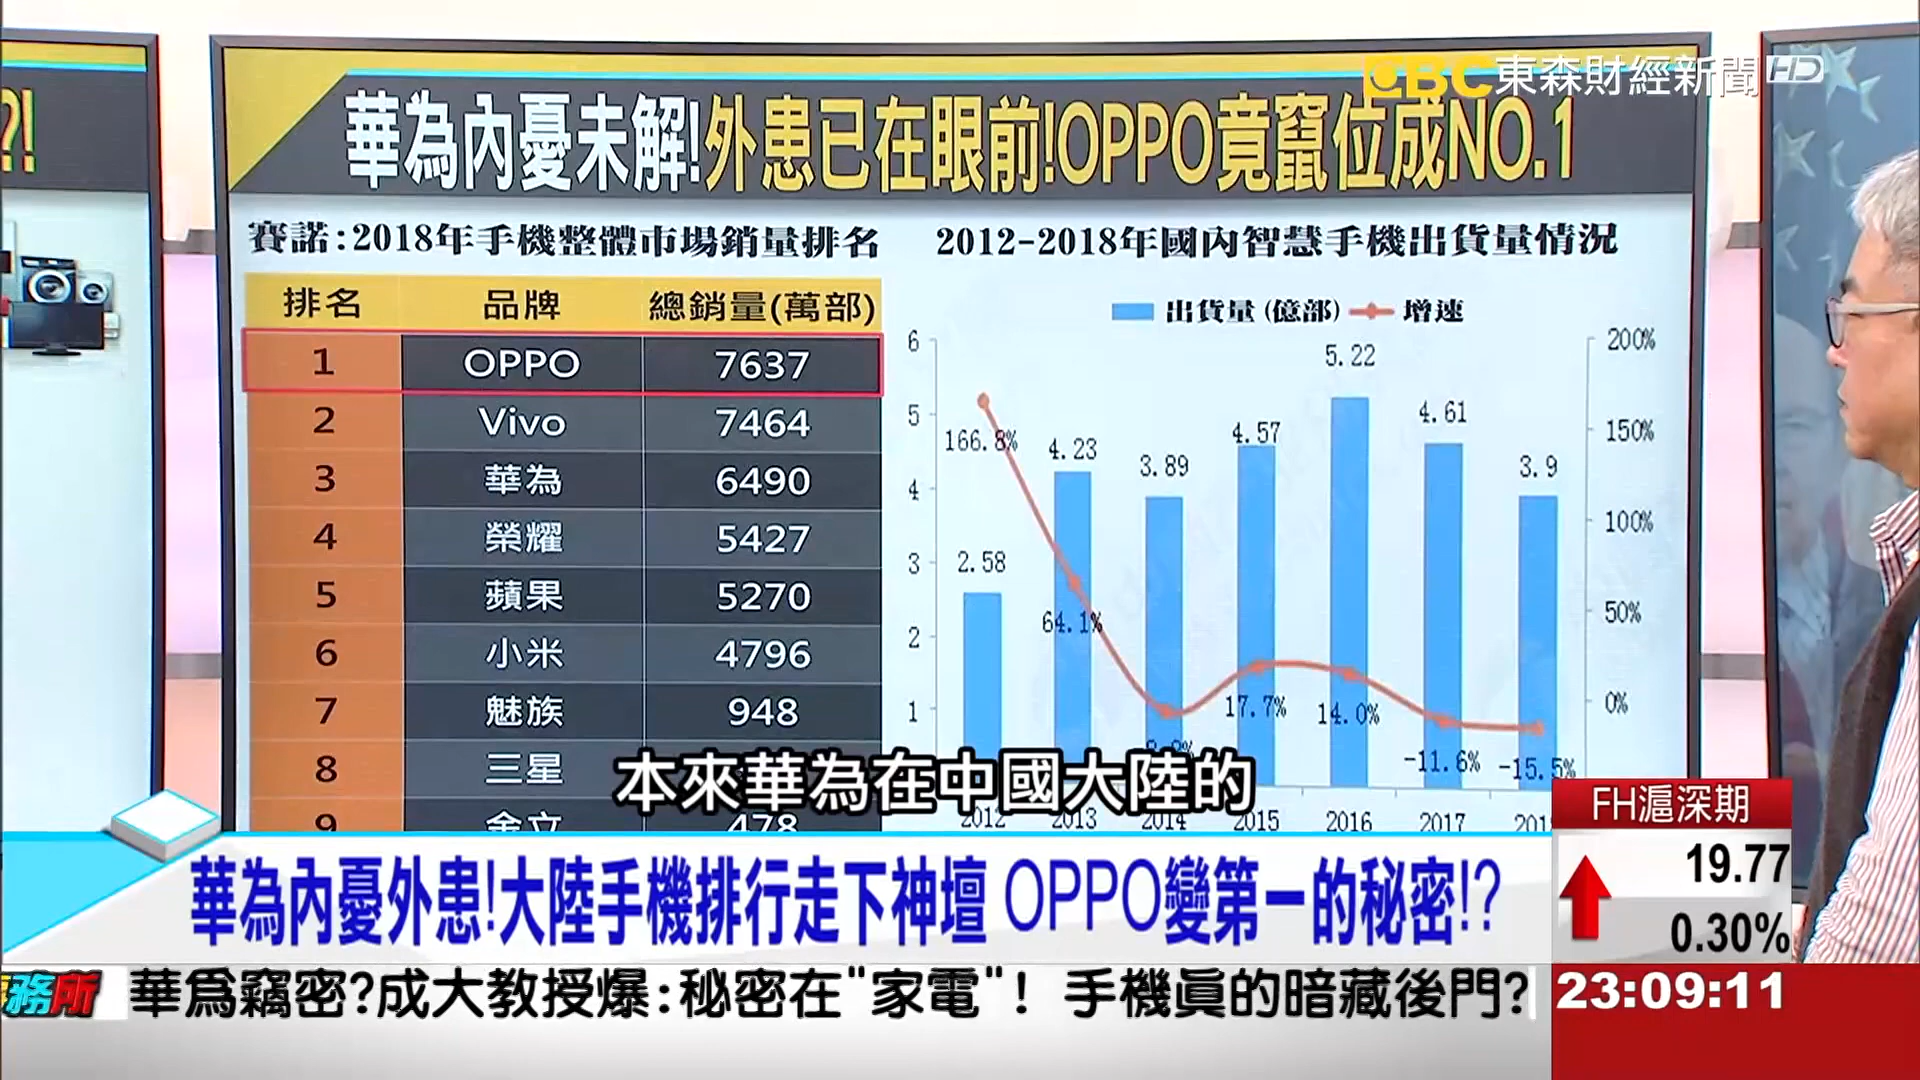 EBC東森財經新聞HD
?!
華為內憂未解!外患已在眼前!OPPO竟竄位成NO.1
賽諾:2018年手機整體市場銷量排名
排名 品牌 總銷量(萬部)
1 OPPO 7637
2 Vivo 7464
3 華為 6490
4 榮耀 5427
5 蘋果 5270
6 小米 4796
7 魅族 948
8 三星
9 金立 478
2012-2018年國內智慧手機出貨量情況
出貨量(億部) 增速
6
5
4
3
2
1
200%
150%
100%
50%
0%
2.58 4.23 3.89 4.57 5.22 4.61 3.9
166.8% 64.1% 17.7% 14.0% -11.6% -15.5%
2012 2013 2014 2015 2016 2017
本來華為在中國大陸的
華為內憂外患!大陸手機排行走下神壇 OPPO變第一的秘密!?
FH滬深期
19.77
0.30%
務所
華為竊密?成大教授爆:秘密在"家電"! 手機真的暗藏後門?
23:09:11